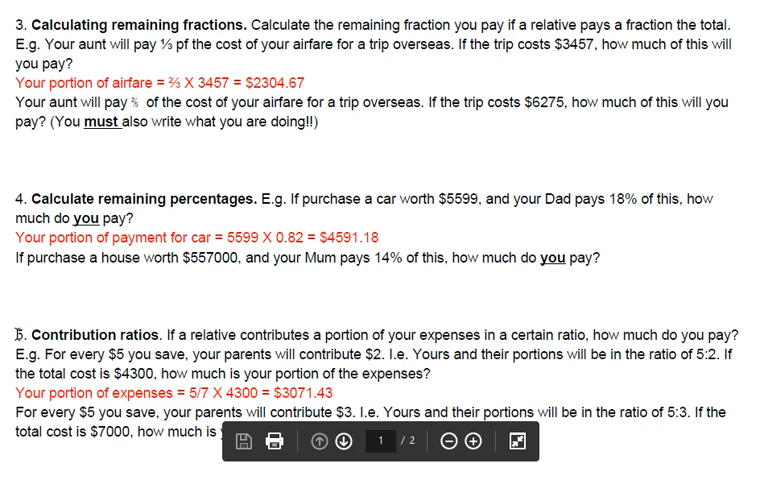 3. Calculating remaining fractions. Calculate the remaining fraction you pay if a relative pays a fraction the total.
E.g. Your aunt will pay ⅓ pf the cost of your airfare for a trip overseas. If the trip costs $3457, how much of this will
you pay?
Your portion of airfare = ⅔ X 3457 = $2304.67
Your aunt will pay of the cost of your airfare for a trip overseas. If the trip costs $6275, how much of this will you
pay? (You must also write what you are doing!!)
4. Calculate remaining percentages. E.g. If purchase a car worth $5599, and your Dad pays 18% of this, how
much do you pay?
Your portion of payment for car = 5599 X 0.82 = $4591.18
If purchase a house worth $557000, and your Mum pays 14% of this, how much do you pay?
5. Contribution ratios. If a relative contributes a portion of your expenses in a certain ratio, how much do you pay?
E.g. For every $5 you save, your parents will contribute $2. I.e. Yours and their portions will be in the ratio of 5:2. If
the total cost is $4300, how much is your portion of the expenses?
Your portion of expenses = 5/7 X 4300 = $3071.43
For every $5 you save, your parents will contribute $3. I.e. Yours and their portions will be in the ratio of 5:3. If the
total cost is $7000, how much is
1 / 2